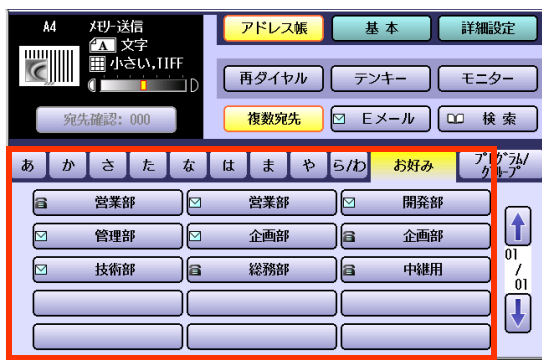 A4 ﾒﾓﾘｰ送信 アドレス帳 基本 詳細設定
A 文字
小さい,TIFF
再ダイヤル テンキー モニター
宛先確認: 000 複数宛先 Eメール 検索
あ か さ た な は ま や ら/わ お好み ﾌﾟﾛｸﾞﾗﾑ/
ｸﾞﾙｰﾌﾟ
営業部 営業部 開発部
管理部 企画部 企画部
技術部 総務部 中継用
01
/
01